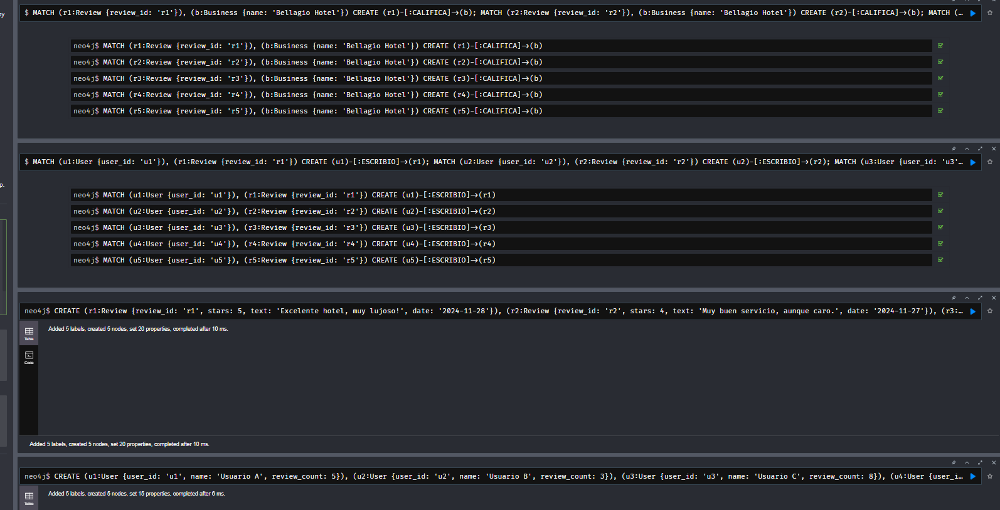 $ MATCH (r1:Review {review_id: 'r1'}), (b:Business {name: 'Bellagio Hotel'}) CREATE (r1)-[:CALIFICA]->(b); MATCH (r2:Review {review_id: 'r2'}), (b:Business {name: 'Bellagio Hotel'}) CREATE (r2)-[:CALIFICA]->(b); MATCH (…
neo4j$ MATCH (r1:Review {review_id: 'r1'}), (b:Business {name: 'Bellagio Hotel'}) CREATE (r1)-[:CALIFICA]->(b)
neo4j$ MATCH (r2:Review {review_id: 'r2'}), (b:Business {name: 'Bellagio Hotel'}) CREATE (r2)-[:CALIFICA]->(b)
neo4j$ MATCH (r3:Review {review_id: 'r3'}), (b:Business {name: 'Bellagio Hotel'}) CREATE (r3)-[:CALIFICA]->(b)
neo4j$ MATCH (r4:Review {review_id: 'r4'}), (b:Business {name: 'Bellagio Hotel'}) CREATE (r4)-[:CALIFICA]->(b)
neo4j$ MATCH (r5:Review {review_id: 'r5'}), (b:Business {name: 'Bellagio Hotel'}) CREATE (r5)-[:CALIFICA]->(b)
$ MATCH (u1:User {user_id: 'u1'}), (r1:Review {review_id: 'r1'}) CREATE (u1)-[:ESCRIBIO]->(r1); MATCH (u2:User {user_id: 'u2'}), (r2:Review {review_id: 'r2'}) CREATE (u2)-[:ESCRIBIO]->(r2); MATCH (u3:User {user_id: 'u3'…
p.
neo4j$ MATCH (u1:User {user_id: 'u1'}), (r1:Review {review_id: 'r1'}) CREATE (u1)-[:ESCRIBIO]->(r1)
neo4j$ MATCH (u2:User {user_id: 'u2'}), (r2:Review {review_id: 'r2'}) CREATE (u2)-[:ESCRIBIO]->(r2)
neo4j$ MATCH (u3:User {user_id: 'u3'}), (r3:Review {review_id: 'r3'}) CREATE (u3)-[:ESCRIBIO]->(r3)
neo4j$ MATCH (u4:User {user_id: 'u4'}), (r4:Review {review_id: 'r4'}) CREATE (u4)-[:ESCRIBIO]->(r4)
neo4j$ MATCH (u5:User {user_id: 'u5'}), (r5:Review {review_id: 'r5'}) CREATE (u5)-[:ESCRIBIO]->(r5)
neo4j$ CREATE (r1:Review {review_id: 'r1', stars: 5, text: 'Excelente hotel, muy lujoso!', date: '2024-11-28'}), (r2:Review {review_id: 'r2', stars: 4, text: 'Muy buen servicio, aunque caro.', date: '2024-11-27'}), (r3:…
Added 5 labels, created 5 nodes, set 20 properties, completed after 10 ms.
Table
Code
Added 5 labels, created 5 nodes, set 20 properties, completed after 10 ms.
neo4j$ CREATE (u1:User {user_id: 'u1', name: 'Usuario A', review_count: 5}), (u2:User {user_id: 'u2', name: 'Usuario B', review_count: 3}), (u3:User {user_id: 'u3', name: 'Usuario C', review_count: 8}), (u4:User {user_i…
Added 5 labels, created 5 nodes, set 15 properties, completed after 6 ms.
Table